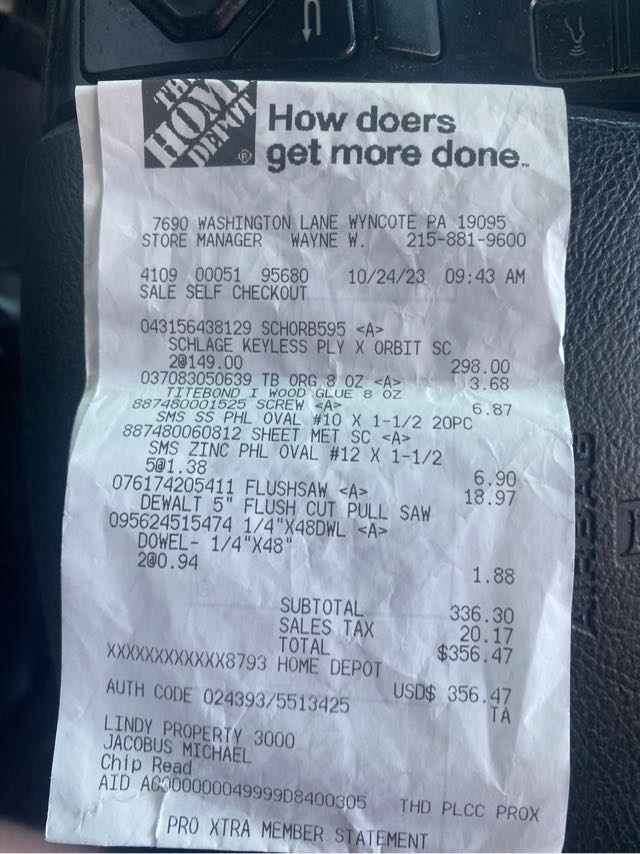 THE
HOME
DEPOT
How doers
get more done.
7690 WASHINGTON LANE WYNCOTE PA 19095
STORE MANAGER WAYNE W. 215-881-9600
4109 00051 95680 10/24/23 09:43 AM
SALE SELF CHECKOUT
043156438129 SCHORB595 <A>
SCHLAGE KEYLESS PLY X ORBIT SC
2@149.00 298.00
037083050639 TB ORG 8 OZ <A> 3.68
TITEBOND I WOOD GLUE 8 OZ
887480001525 SCREW <A> 6.87
SMS SS PHL OVAL #10 X 1-1/2 20PC
887480060812 SHEET MET SC <A>
SMS ZINC PHL OVAL #12 X 1-1/2
5@1.38 6.90
076174205411 FLUSHSAW <A> 18.97
DEWALT 5" FLUSH CUT PULL SAW
095624515474 1/4"X48DWL <A>
DOWEL- 1/4"X48"
2@0.94 1.88
SUBTOTAL 336.30
SALES TAX 20.17
TOTAL $356.47
XXXXXXXXXXXX8793 HOME DEPOT
USD$ 356.47
AUTH CODE 024393/5513425 TA
LINDY PROPERTY 3000
JACOBUS MICHAEL
Chip Read
AID A0000000049999D8400305 THD PLCC PROX
PRO XTRA MEMBER STATEMENT
AIRBAG